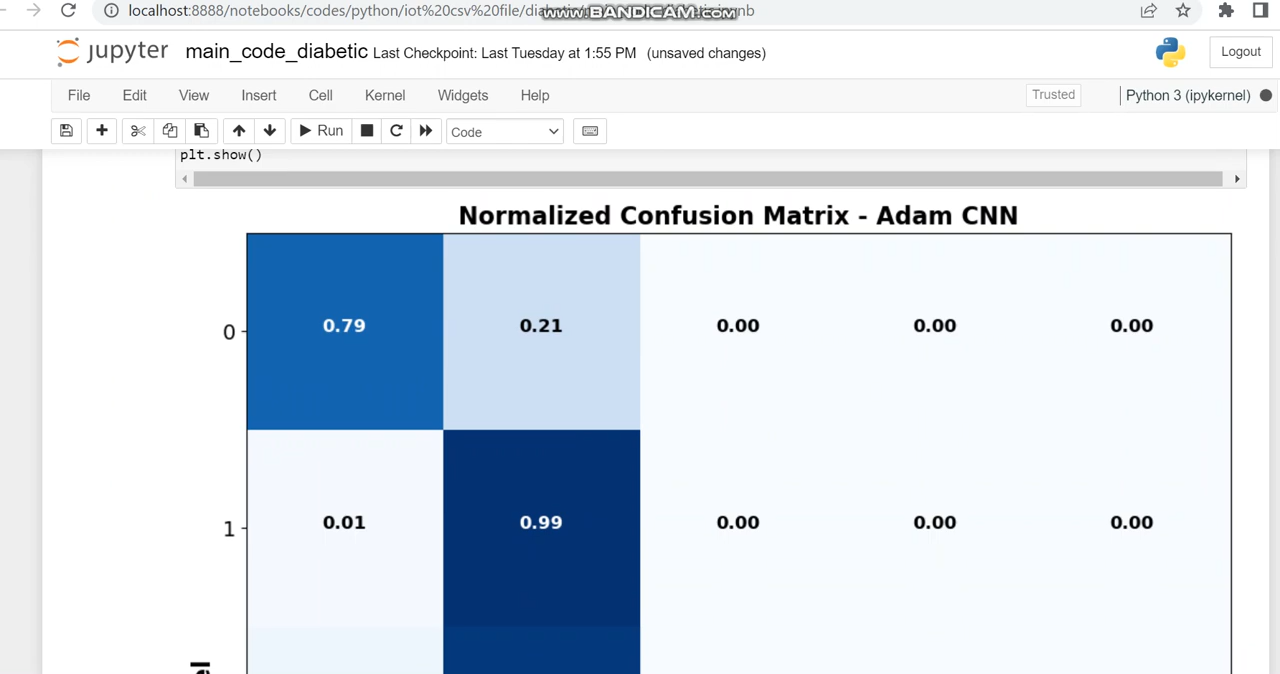 localhost:8888/notebooks/codes/python/iot%20csv%20file/diabetic
www.BANDICAM.com
nb
jupyter main_code_diabetic Last Checkpoint: Last Tuesday at 1:55 PM (unsaved changes)
Logout
File Edit View Insert Cell Kernel Widgets Help
Trusted
Python 3 (ipykernel)
Run
Code
plt.show()
Normalized Confusion Matrix - Adam CNN
0
0.79 0.21 0.00 0.00 0.00
1
0.01 0.99 0.00 0.00 0.00